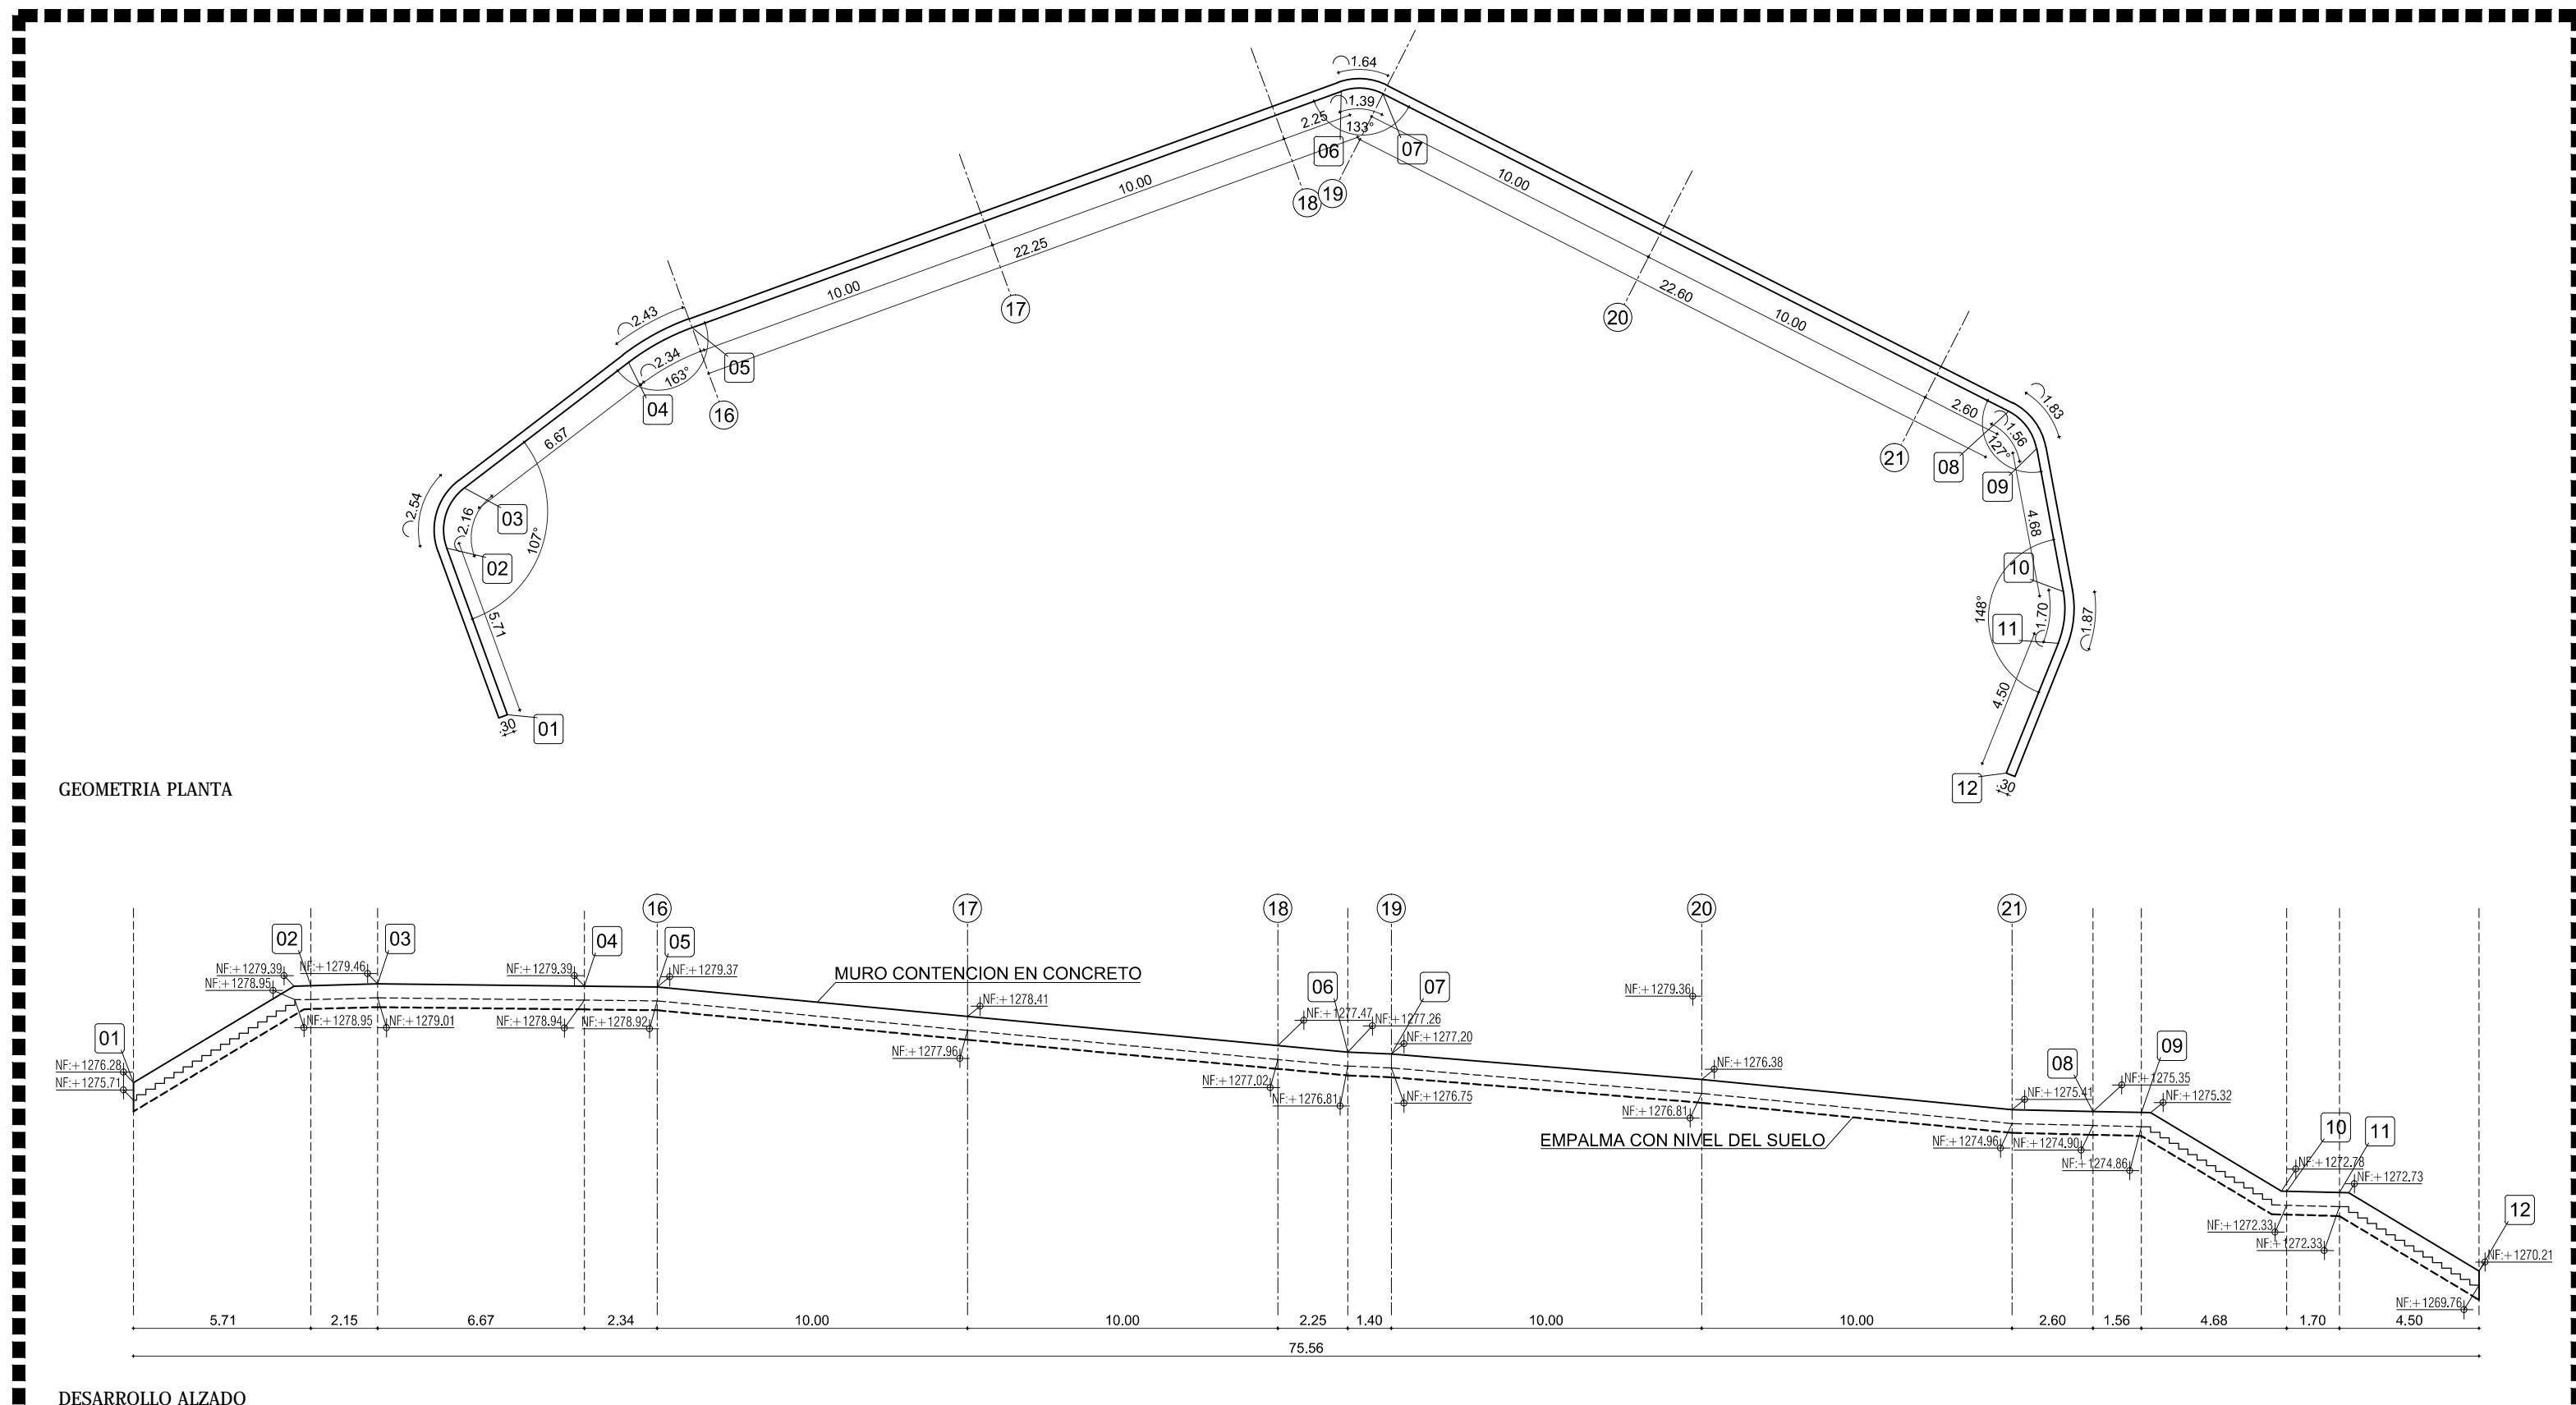 1.64
1.39
2.25
133°
06
07
18
19
10.00
10.00
22.25
17
20
22.60
10.00
10.00
2.43
2.34
163°
05
04
16
6.67
2.60
1.83
1.56
127°
21
08
09
2.54
2.16
03
107°
02
4.68
10
148°
1.70
11
1.87
5.71
4.50
.30
01
12
.30
GEOMETRIA PLANTA
16
17
18
19
20
21
02
03
04
05
NF:+1279.39
NF:+1279.46
NF:+1279.39
NF:+1279.37
MURO CONTENCION EN CONCRETO
NF:+1278.95
06
07
NF:+1279.36
NF:+1278.41
NF:+1277.47
NF:+1277.26
NF:+1278.95
NF:+1279.01
NF:+1278.94
NF:+1278.92
NF:+1277.20
01
09
NF:+1277.96
08
NF:+1276.38
NF:+1276.28
NF:+1275.71
NF:+1277.02
NF:+1275.35
NF:+1276.81
NF:+1276.75
NF:+1275.41
NF:+1275.32
NF:+1276.81
10
11
EMPALMA CON NIVEL DEL SUELO
NF:+1274.96
NF:+1274.90
NF:+1274.86
NF:+1272.78
NF:+1272.73
12
NF:+1272.33
NF:+1272.33
NF:+1270.21
NF:+1269.76
5.71
2.15
6.67
2.34
10.00
10.00
2.25
1.40
10.00
10.00
2.60
1.56
4.68
1.70
4.50
75.56
DESARROLLO ALZADO